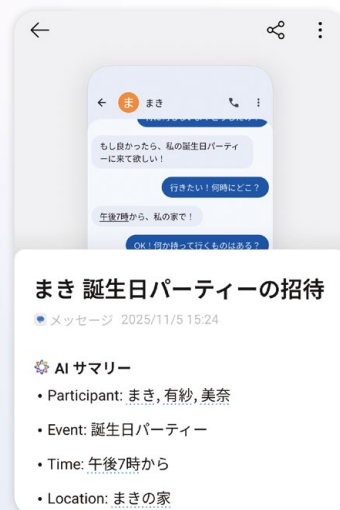 まき
もし良かったら、私の誕生日パーティ
ーに来て欲しい！
行きたい！何時にどこ？
午後7時から、私の家で！
OK！何か持って行くものはある？
まき 誕生日パーティーの招待
メッセージ 2025/11/5 15:24
AI サマリー
• Participant: まき, 有紗, 美奈
• Event: 誕生日パーティー
• Time: 午後7時から
• Location: まきの家